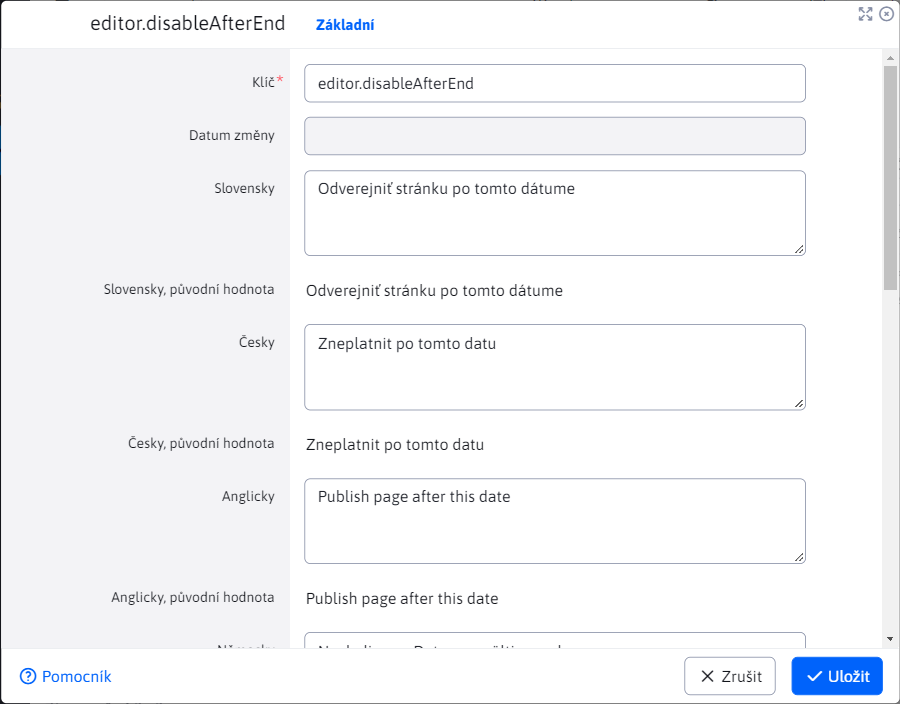 editor.disableAfterEnd Základní
Klíč* editor.disableAfterEnd
Datum změny
Slovensky Odverejniť stránku po tomto dátume
Slovensky, původní hodnota Odverejniť stránku po tomto dátume
Česky Zneplatnit po tomto datu
Česky, původní hodnota Zneplatnit po tomto datu
Anglicky Publish page after this date
Anglicky, původní hodnota Publish page after this date
Pomocník Zrušit Uložit